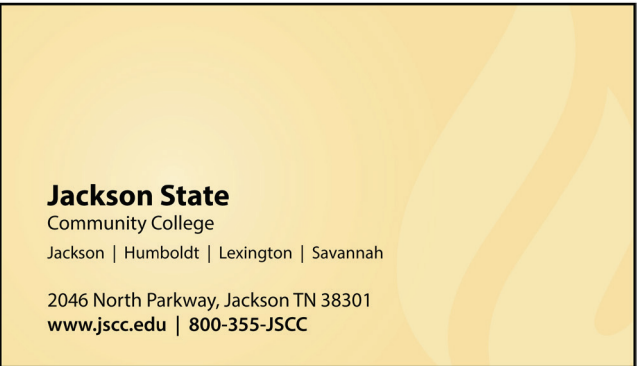 Jackson State
Community College
Jackson | Humboldt | Lexington | Savannah
2046 North Parkway, Jackson TN 38301
www.jscc.edu | 800-355-JSCC